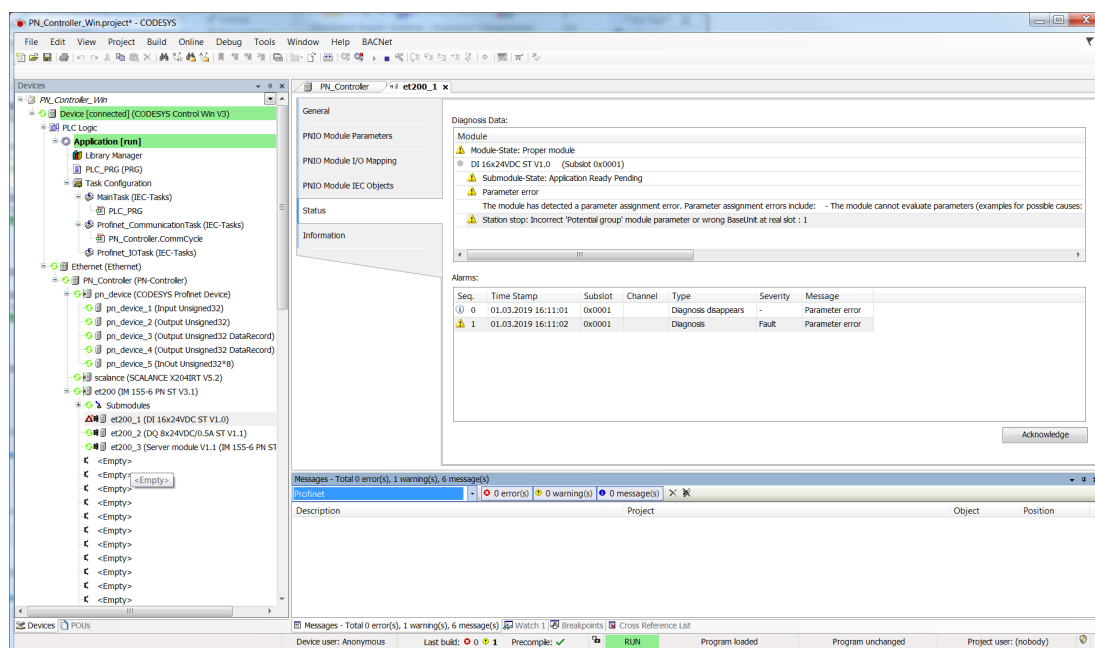 PN_Controller_Win.project* - CODESYS
File Edit View Project Build Online Debug Tools Window Help BACNet
Devices
PN_Controller_Win
Device [connected] (CODESYS Control Win V3)
PLC Logic
Application [run]
Library Manager
PLC_PRG (PRG)
Task Configuration
MainTask (IEC-Tasks)
PLC_PRG
Profinet_CommunicationTask (IEC-Tasks)
PN_Controller.CommCycle
Profinet_IOTask (IEC-Tasks)
Ethernet (Ethernet)
PN_Controller (PN-Controller)
pn_device (CODESYS Profinet Device)
pn_device_1 (Input Unsigned32)
pn_device_2 (Output Unsigned32)
pn_device_3 (Output Unsigned32 DataRecord)
pn_device_4 (Output Unsigned32 DataRecord)
pn_device_5 (InOut Unsigned32*8)
scalance (SCALANCE X204IRT V5.2)
et200 (IM 155-6 PN ST V3.1)
Submodules
et200_1 (DI 16x24VDC ST V1.0)
et200_2 (DQ 8x24VDC/0.5A ST V1.1)
et200_3 (Server module V1.1 (IM 155-6 PN ST
<Empty>
<Empty>
<Empty>
<Empty>
<Empty>
<Empty>
<Empty>
<Empty>
<Empty>
<Empty>
<Empty>
<Empty>
Devices POUs
PN_Controller et200_1
General
PNIO Module Parameters
PNIO Module I/O Mapping
PNIO Module IEC Objects
Status
Information
Diagnosis Data:
Module
Module-State: Proper module
DI 16x24VDC ST V1.0 (Subslot 0x0001)
Submodule-State: Application Ready Pending
Parameter error
The module has detected a parameter assignment error. Parameter assignment errors include: - The module cannot evaluate parameters (examples for possible causes:
Station stop: Incorrect 'Potential group' module parameter or wrong BaseUnit at real slot : 1
Alarms:
Seq. Time Stamp Subslot Channel Type Severity Message
0 01.03.2019 16:11:01 0x0001 Diagnosis disappears - Parameter error
1 01.03.2019 16:11:02 0x0001 Diagnosis Fault Parameter error
Acknowledge
Messages - Total 0 error(s), 1 warning(s), 6 message(s)
Profinet 0 error(s) 0 warning(s) 0 message(s)
Description Project Object Position
Messages - Total 0 error(s), 1 warning(s), 6 message(s) Watch 1 Breakpoints Cross Reference List
Device user: Anonymous Last build: 0 1 Precompile: RUN Program loaded Program unchanged Project user: (nobody)